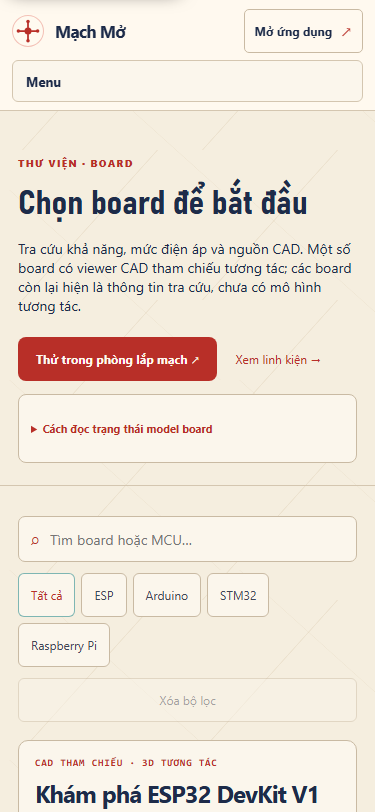 Mạch Mở
Mở ứng dụng ↗
Menu
THƯ VIỆN · BOARD
Chọn board để bắt đầu
Tra cứu khả năng, mức điện áp và nguồn CAD. Một số
board có viewer CAD tham chiếu tương tác; các board
còn lại hiện là thông tin tra cứu, chưa có mô hình
tương tác.
Thử trong phòng lắp mạch ↗
Xem linh kiện →
▸ Cách đọc trạng thái model board
⌕ Tìm board hoặc MCU...
Tất cả
ESP
Arduino
STM32
Raspberry Pi
Xóa bộ lọc
CAD THAM CHIẾU · 3D TƯƠNG TÁC
Khám phá ESP32 DevKit V1